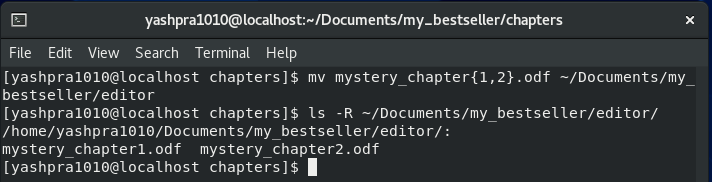 yashpra1010@localhost:~/Documents/my_bestseller/chapters
File Edit View Search Terminal Help
[yashpra1010@localhost chapters]$ mv mystery_chapter{1,2}.odf ~/Documents/my_
bestseller/editor
[yashpra1010@localhost chapters]$ ls -R ~/Documents/my_bestseller/editor/
/home/yashpra1010/Documents/my_bestseller/editor/:
mystery_chapter1.odf  mystery_chapter2.odf
[yashpra1010@localhost chapters]$